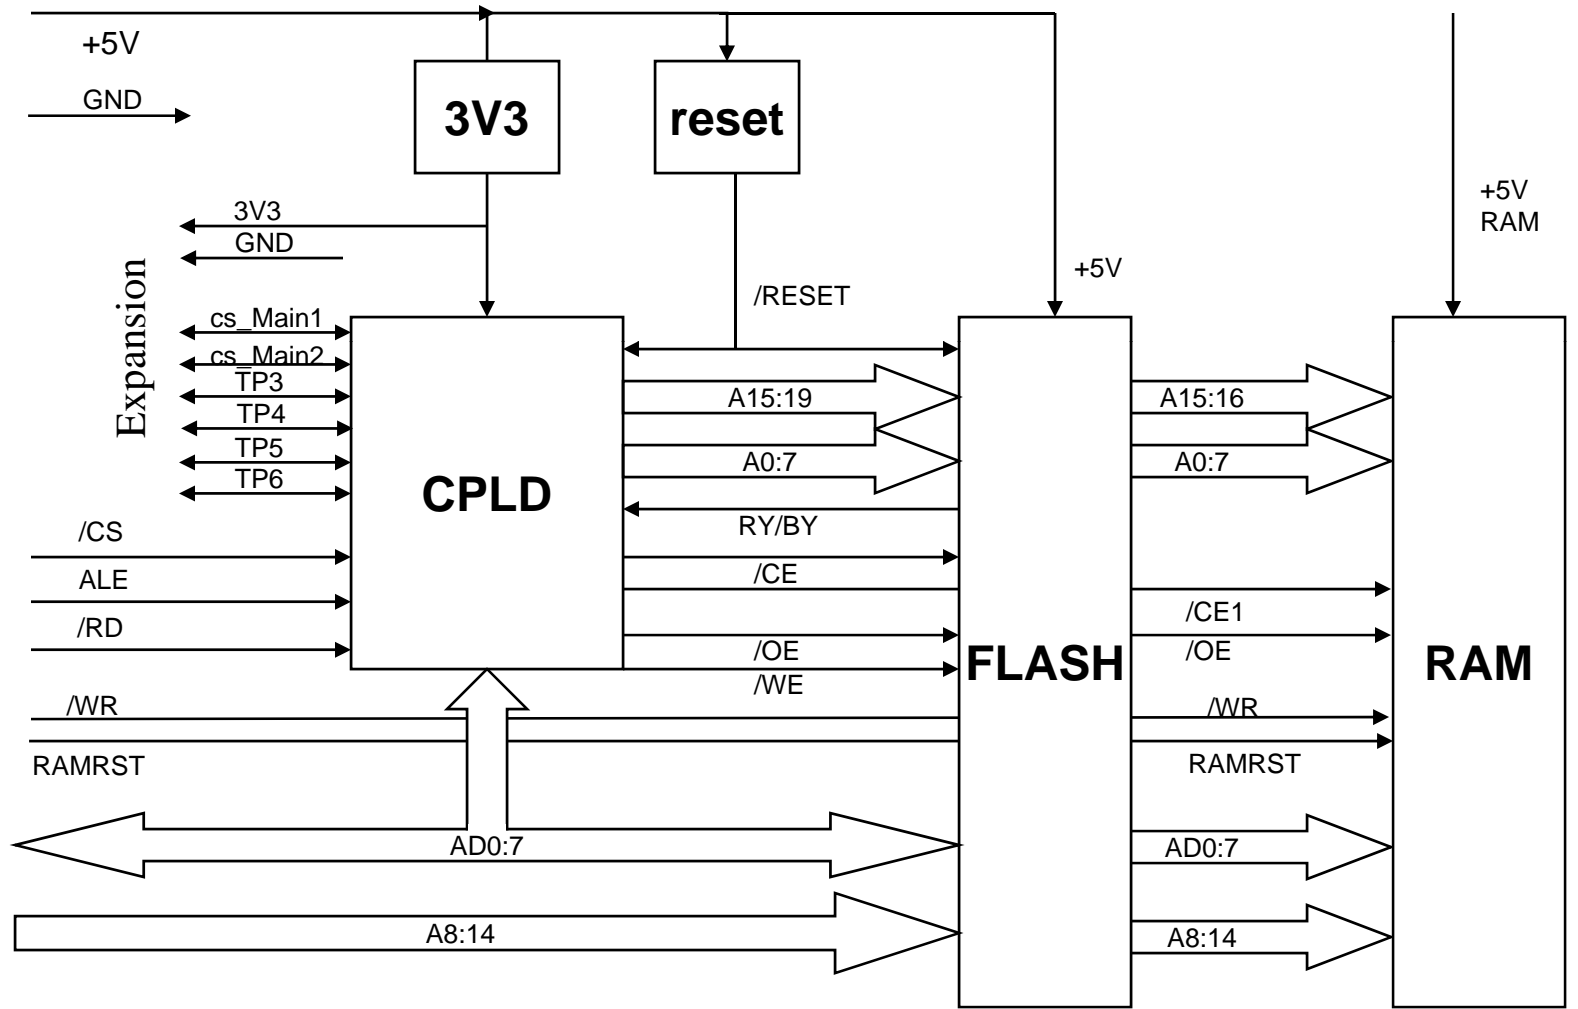 +5V
GND
3V3
reset
+5V
RAM
3V3
GND
+5V
/RESET
Expansion
cs_Main1
cs_Main2
TP3
TP4
TP5
TP6
CPLD
A15:19
A0:7
RY/BY
/CE
/OE
/WE
A15:16
A0:7
/CS
ALE
/RD
/WR
RAMRST
FLASH
/CE1
/OE
/WR
RAMRST
RAM
AD0:7
AD0:7
A8:14
A8:14